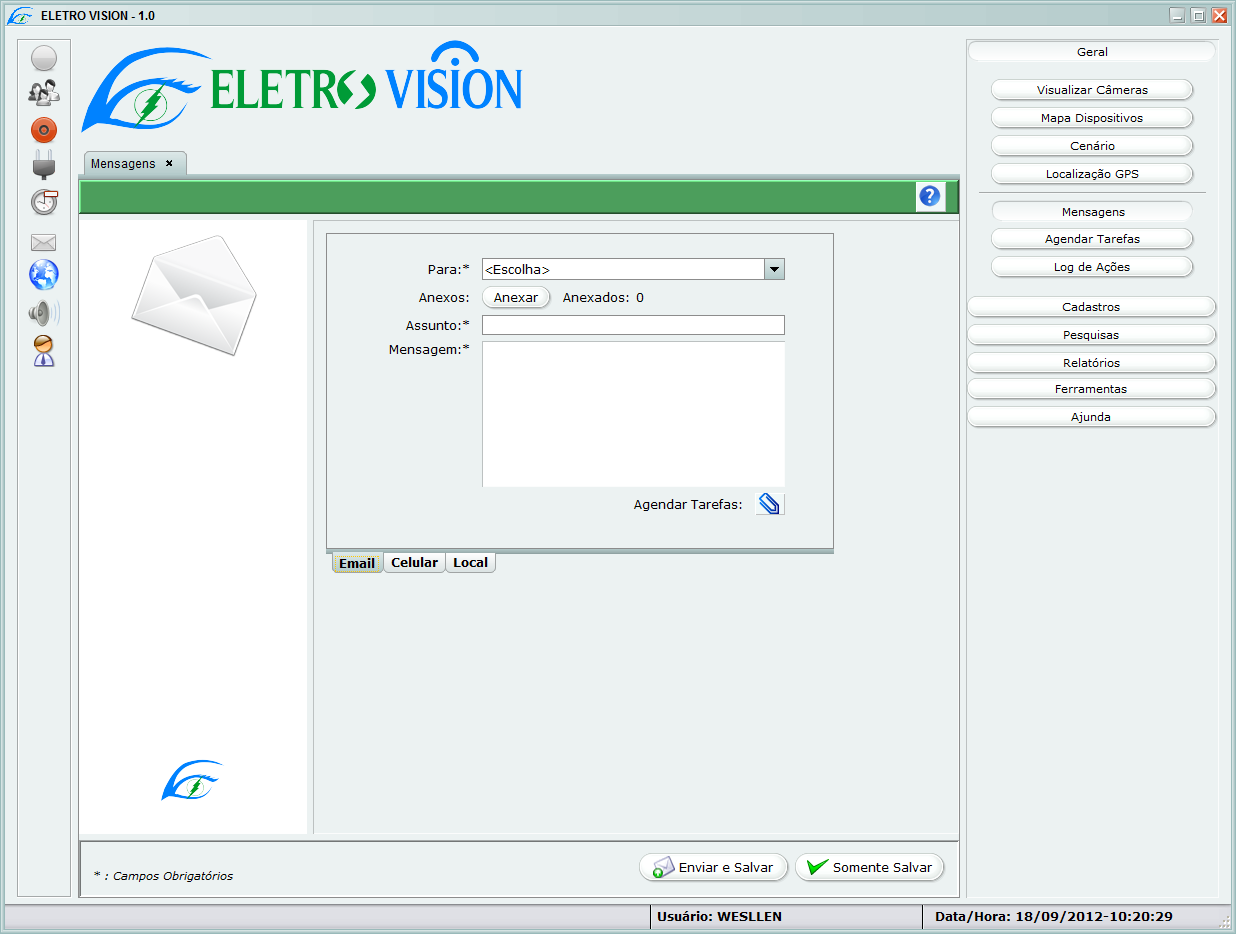 ELETRO VISION - 1.0
ELETRO VISION
Mensagens ×
?
Para:* <Escolha>
Anexos: Anexar Anexados: 0
Assunto:*
Mensagem:*
Agendar Tarefas:
Email Celular Local
* : Campos Obrigatórios
Enviar e Salvar
Somente Salvar
Geral
Visualizar Câmeras
Mapa Dispositivos
Cenário
Localização GPS
Mensagens
Agendar Tarefas
Log de Ações
Cadastros
Pesquisas
Relatórios
Ferramentas
Ajunda
Usuário: WESLLEN
Data/Hora: 18/09/2012-10:20:29